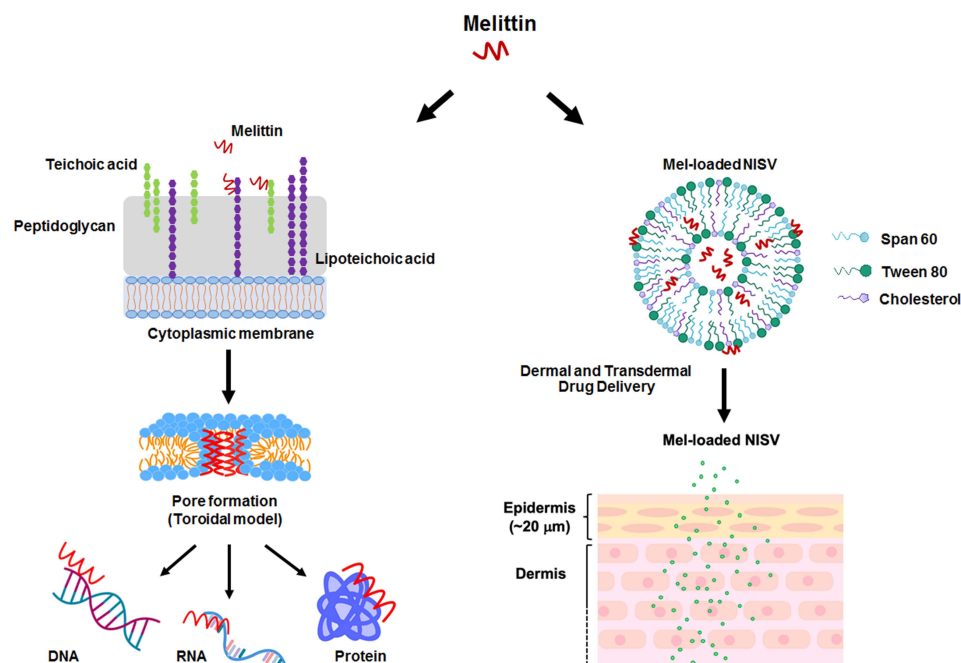 Melittin
Melittin
Teichoic acid
Peptidoglycan
Lipoteichoic acid
Cytoplasmic membrane
Pore formation
(Toroidal model)
DNA
RNA
Protein
Mel-loaded NISV
Span 60
Tween 80
Cholesterol
Dermal and Transdermal
Drug Delivery
Mel-loaded NISV
Epidermis
(~20 μm)
Dermis